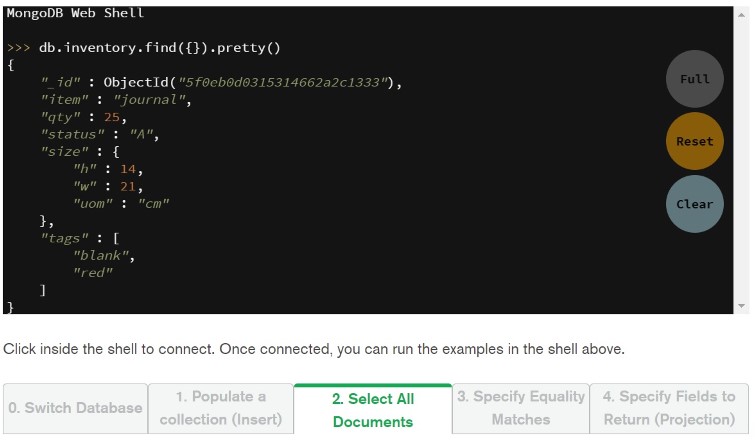 MongoDB Web Shell
>>> db.inventory.find({}).pretty()
{
    "_id" : ObjectId("5f0eb0d0315314662a2c1333"),
    "item" : "journal",
    "qty" : 25,
    "status" : "A",
    "size" : {
        "h" : 14,
        "w" : 21,
        "uom" : "cm"
    },
    "tags" : [
        "blank",
        "red"
    ]
}
Full
Reset
Clear
Click inside the shell to connect. Once connected, you can run the examples in the shell above.
0. Switch Database
1. Populate a
collection (Insert)
2. Select All
Documents
3. Specify Equality
Matches
4. Specify Fields to
Return (Projection)